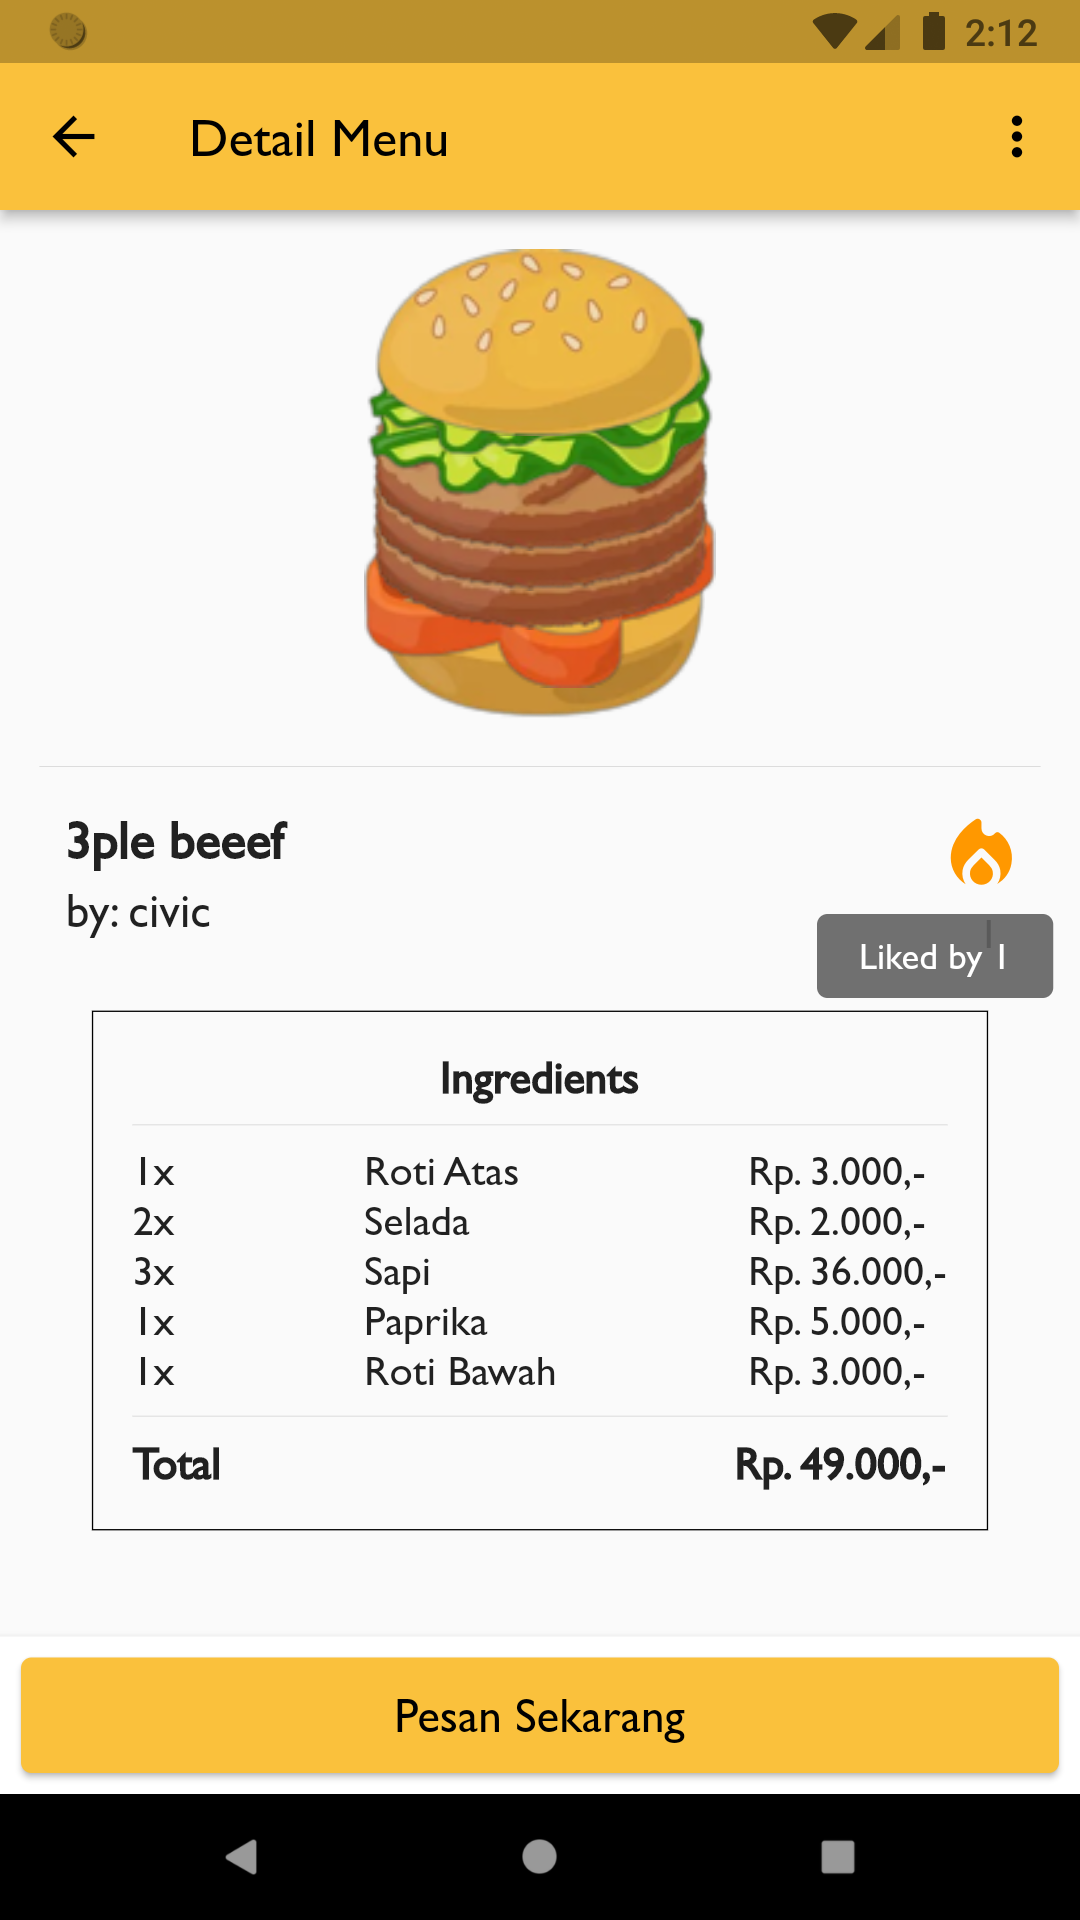 2:12
Detail Menu
3ple beeef
by: civic
Liked by 1
Ingredients
1x Roti Atas Rp. 3.000,-
2x Selada Rp. 2.000,-
3x Sapi Rp. 36.000,-
1x Paprika Rp. 5.000,-
1x Roti Bawah Rp. 3.000,-
Total Rp. 49.000,-
Pesan Sekarang